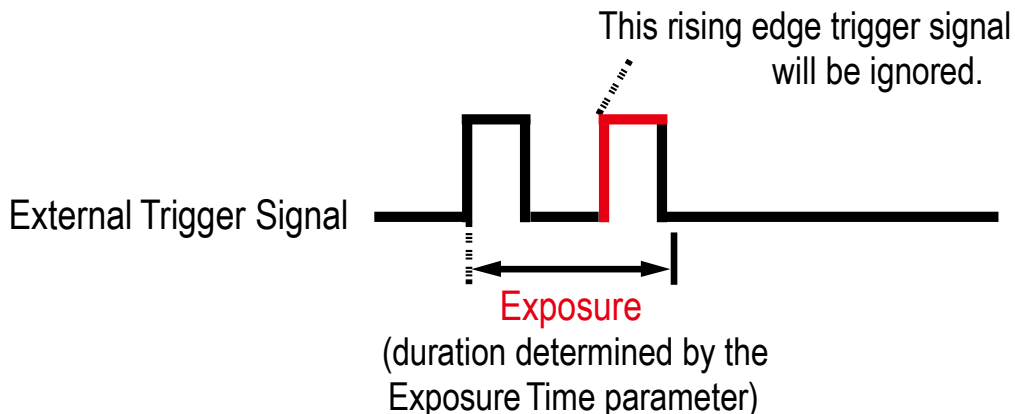 This rising edge trigger signal
will be ignored.
External Trigger Signal
Exposure
(duration determined by the
Exposure Time parameter)